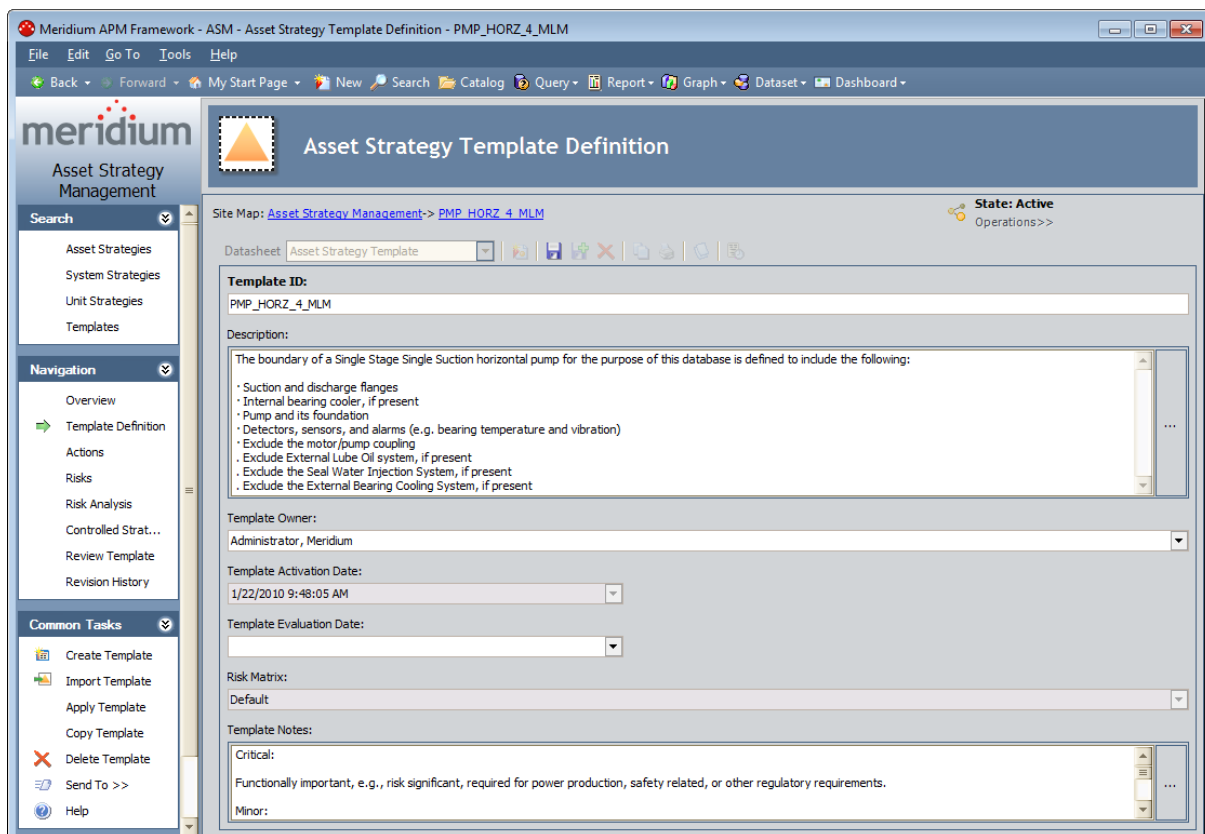 Meridium APM Framework - ASM - Asset Strategy Template Definition - PMP_HORZ_4_MLM
File Edit Go To Tools Help
Back Forward My Start Page New Search Catalog Query Report Graph Dataset Dashboard
meridium
Asset Strategy
Management
Asset Strategy Template Definition
Search
Asset Strategies
System Strategies
Unit Strategies
Templates
Navigation
Overview
Template Definition
Actions
Risks
Risk Analysis
Controlled Strat...
Review Template
Revision History
Common Tasks
Create Template
Import Template
Apply Template
Copy Template
Delete Template
Send To >>
Help
Site Map: Asset Strategy Management-> PMP_HORZ_4_MLM
State: Active
Operations>>
Datasheet Asset Strategy Template
Template ID:
PMP_HORZ_4_MLM
Description:
The boundary of a Single Stage Single Suction horizontal pump for the purpose of this database is defined to include the following:
· Suction and discharge flanges
· Internal bearing cooler, if present
· Pump and its foundation
· Detectors, sensors, and alarms (e.g. bearing temperature and vibration)
· Exclude the motor/pump coupling
. Exclude External Lube Oil system, if present
. Exclude the Seal Water Injection System, if present
. Exclude the External Bearing Cooling System, if present
...
Template Owner:
Administrator, Meridium
Template Activation Date:
1/22/2010 9:48:05 AM
Template Evaluation Date:
Risk Matrix:
Default
Template Notes:
Critical:
Functionally important, e.g., risk significant, required for power production, safety related, or other regulatory requirements.
Minor:
...